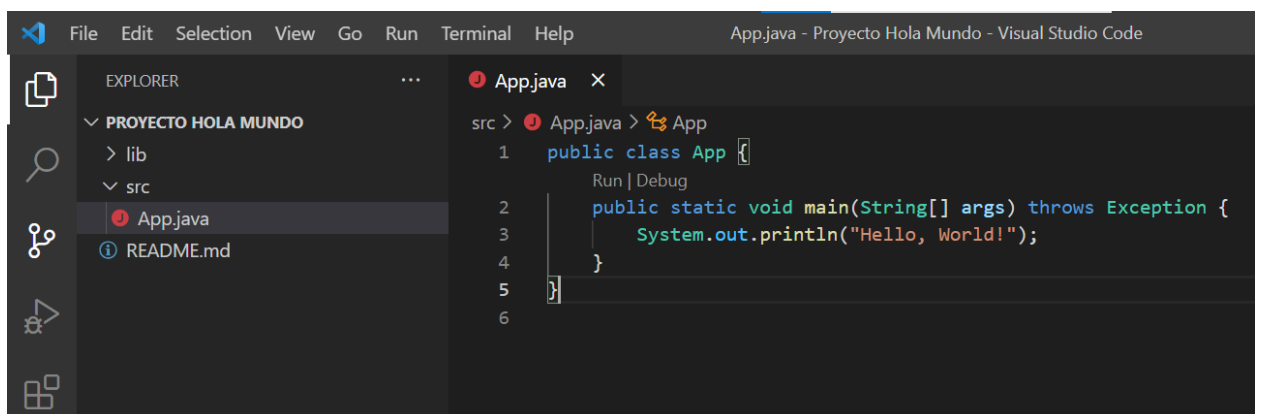 File Edit Selection View Go Run Terminal Help App.java - Proyecto Hola Mundo - Visual Studio Code
EXPLORER ···
PROYECTO HOLA MUNDO
> lib
src
App.java
README.md
App.java
src > App.java > App
1 public class App {
Run | Debug
2 public static void main(String[] args) throws Exception {
3 System.out.println("Hello, World!");
4 }
5 }
6